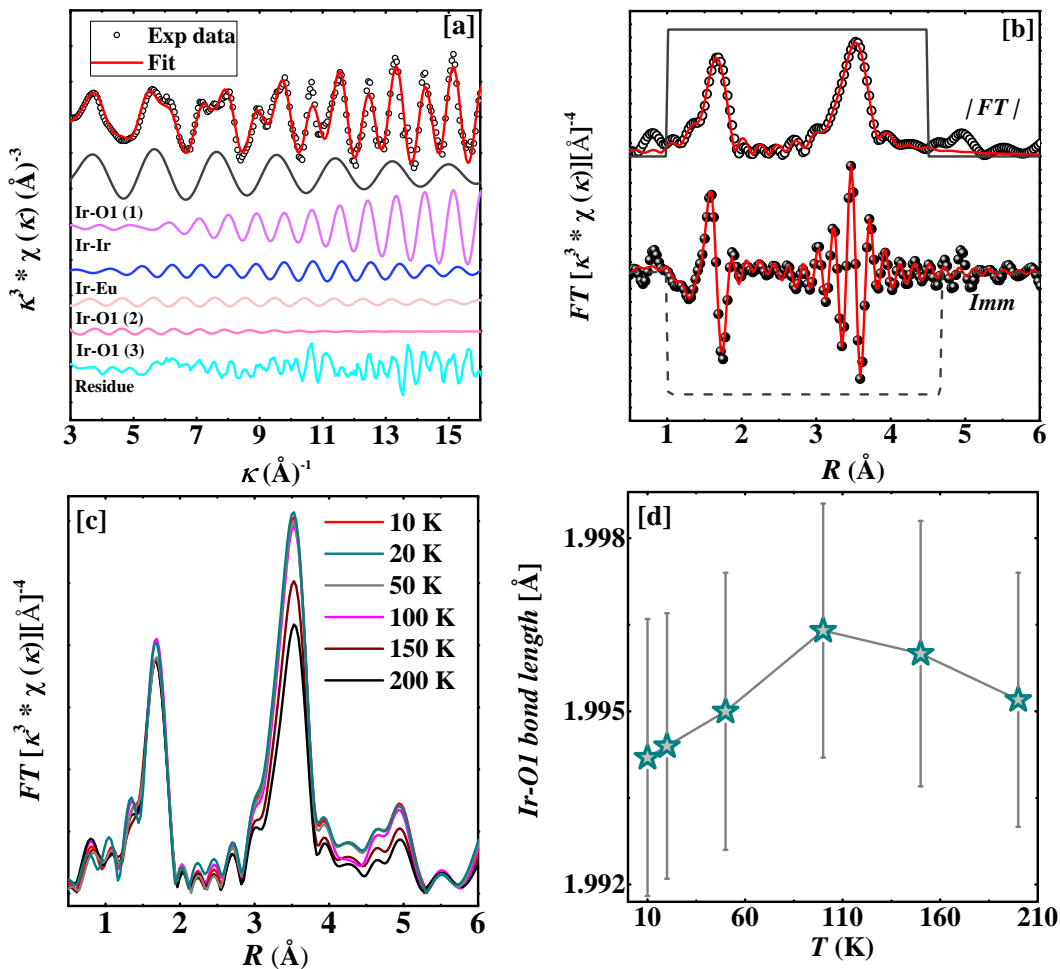 [a]
Exp data
Fit
κ³ * χ (κ) (Å)⁻³
Ir-O1 (1)
Ir-Ir
Ir-Eu
Ir-O1 (2)
Ir-O1 (3)
Residue
3 5 7 9 11 13 15
κ (Å)⁻¹
[b]
| FT |
FT [ κ³ * χ (κ)][Å]⁻⁴
Imm
1 2 3 4 5 6
R (Å)
[c]
10 K
20 K
50 K
100 K
150 K
200 K
FT [ κ³ * χ (κ)][Å]⁻⁴
1 2 3 4 5 6
R (Å)
[d]
1.998
1.995
1.992
Ir-O1 bond length [Å]
10 60 110 160 210
T (K)